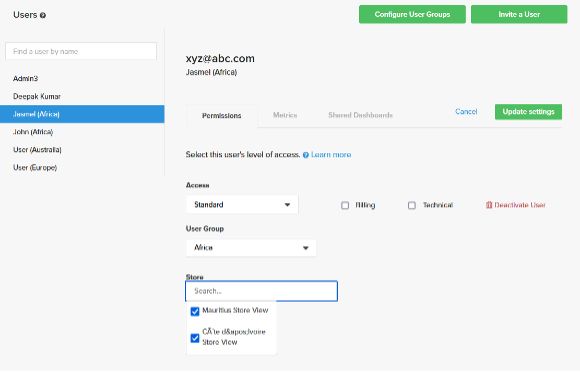 Users
Configure User Groups
Invite a User
Find a user by name
Admin3
Deepak Kumar
Jasmel (Africa)
John (Africa)
User (Australia)
User (Europe)
xyz@abc.com
Jasmel (Africa)
Permissions
Metrics
Shared Dashboards
Cancel
Update settings
Select this user's level of access. Learn more
Access
Standard
Billing
Technical
Deactivate User
User Group
Africa
Store
Search...
Mauritius Store View
CÃ´te d&apos;Ivoire
Store View